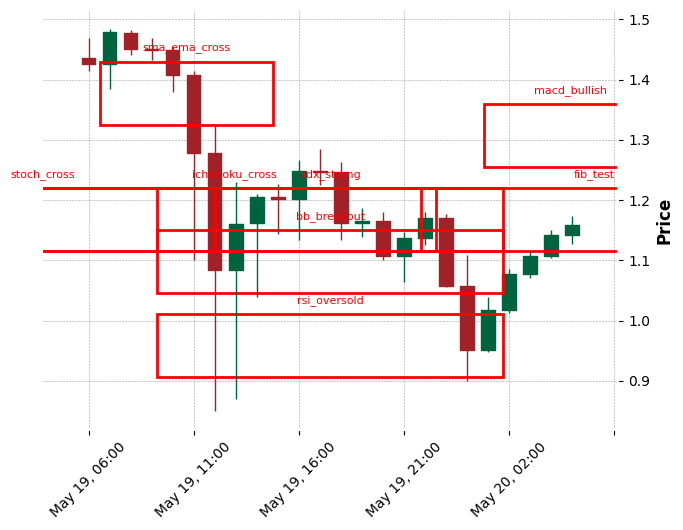 1.5
sma_ema_cross
1.4
macd_bullish
1.3
stoch_cross
adx_strong
fib_test
1.2
bb_breakout
Price
1.1
rsi_oversold
1.0
0.9
May 19, 06:00
May 19, 11:00
May 19, 16:00
May 19, 21:00
May 20, 02:00